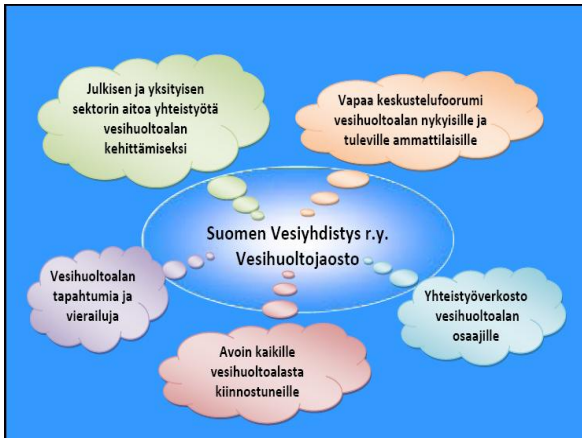 Julkisen ja yksityisen
sektorin aitoa yhteistyötä
vesihuoltoalan
kehittämiseksi
Vapaa keskustelufoorumi
vesihuoltoalan nykyisille ja
tuleville ammattilaisille
Suomen Vesiyhdistys r.y.
Vesihuoltojaosto
Vesihuoltoalan
tapahtumia ja
vierailuja
Yhteistyöverkosto
vesihuoltoalan
osaajille
Avoin kaikille
vesihuoltoalasta
kiinnostuneille